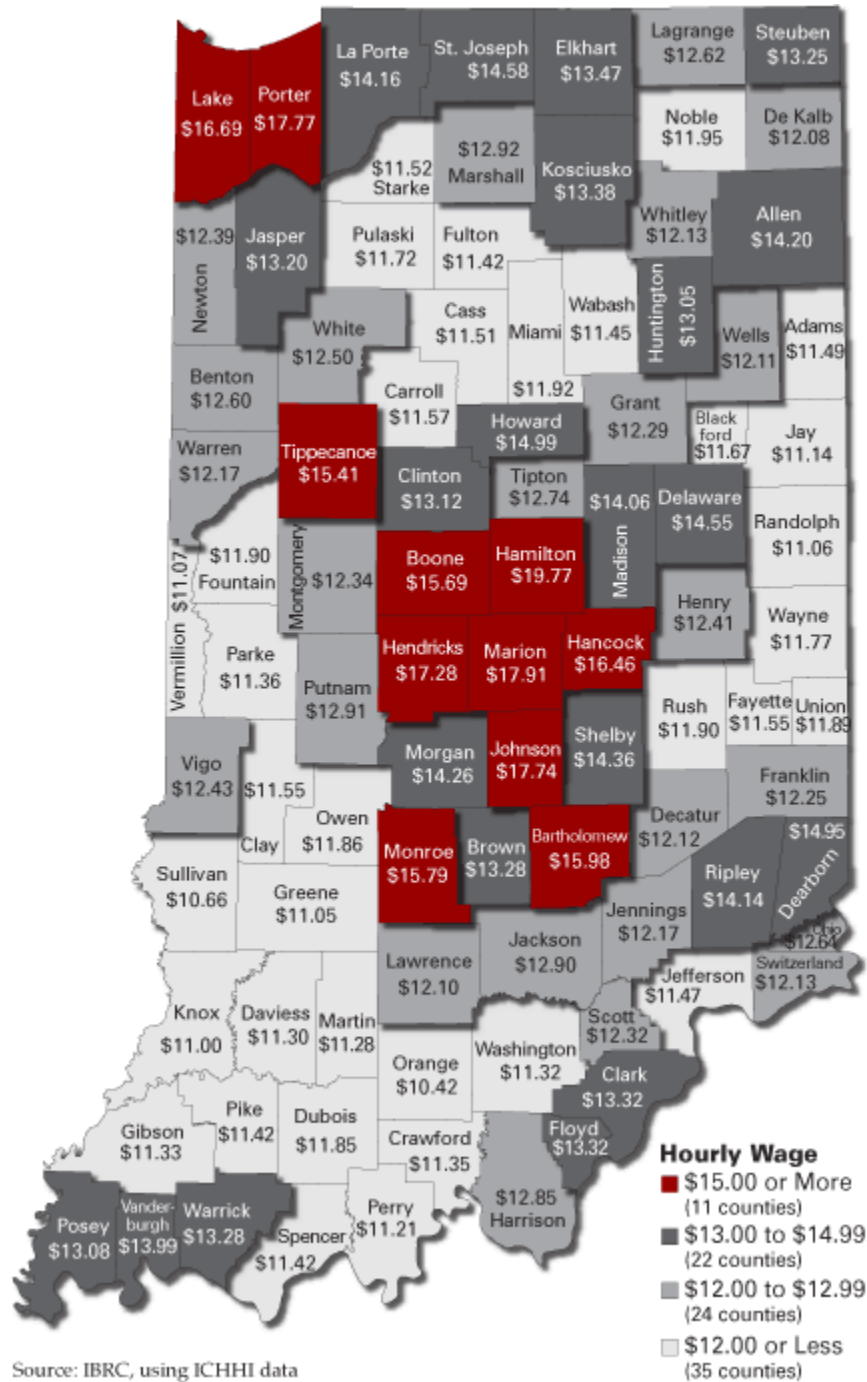 La Porte
$14.16
St. Joseph
$14.58
Elkhart
$13.47
Lagrange
$12.62
Steuben
$13.25
Lake
$16.69
Porter
$17.77
$11.52
Starke
$12.92
Marshall
Kosciusko
$13.38
Noble
$11.95
De Kalb
$12.08
$12.39
Newton
Jasper
$13.20
Pulaski
$11.72
Fulton
$11.42
Whitley
$12.13
Allen
$14.20
White
$12.50
Cass
$11.51
Miami
$11.92
Wabash
$11.45
Huntington
$13.05
Wells
$12.11
Adams
$11.49
Benton
$12.60
Carroll
$11.57
Howard
$14.99
Grant
$12.29
Black
ford
$11.67
Jay
$11.14
Warren
$12.17
Tippecanoe
$15.41
Clinton
$13.12
Tipton
$12.74
$14.06
Madison
Delaware
$14.55
Randolph
$11.06
Vermillion $11.07
$11.90
Fountain
Montgomery
$12.34
Boone
$15.69
Hamilton
$19.77
Henry
$12.41
Wayne
$11.77
Parke
$11.36
Putnam
$12.91
Hendricks
$17.28
Marion
$17.91
Hancock
$16.46
Rush
$11.90
Fayette
$11.55
Union
$11.89
Vigo
$12.43
$11.55
Clay
Owen
$11.86
Morgan
$14.26
Johnson
$17.74
Shelby
$14.36
Decatur
$12.12
Franklin
$12.25
Sullivan
$10.66
Greene
$11.05
Monroe
$15.79
Brown
$13.28
Bartholomew
$15.98
Jennings
$12.17
Ripley
$14.14
$14.95
Dearborn
Ohio
$12.64
Lawrence
$12.10
Jackson
$12.90
Jefferson
$11.47
Switzerland
$12.13
Knox
$11.00
Daviess
$11.30
Martin
$11.28
Orange
$10.42
Washington
$11.32
Scott
$12.32
Clark
$13.32
Gibson
$11.33
Pike
$11.42
Dubois
$11.85
Crawford
$11.35
Floyd
$13.32
$12.85
Harrison
Posey
$13.08
Vander-
burgh
$13.99
Warrick
$13.28
Spencer
$11.42
Perry
$11.21
Hourly Wage
$15.00 or More
(11 counties)
$13.00 to $14.99
(22 counties)
$12.00 to $12.99
(24 counties)
$12.00 or Less
(35 counties)
Source: IBRC, using ICHHI data